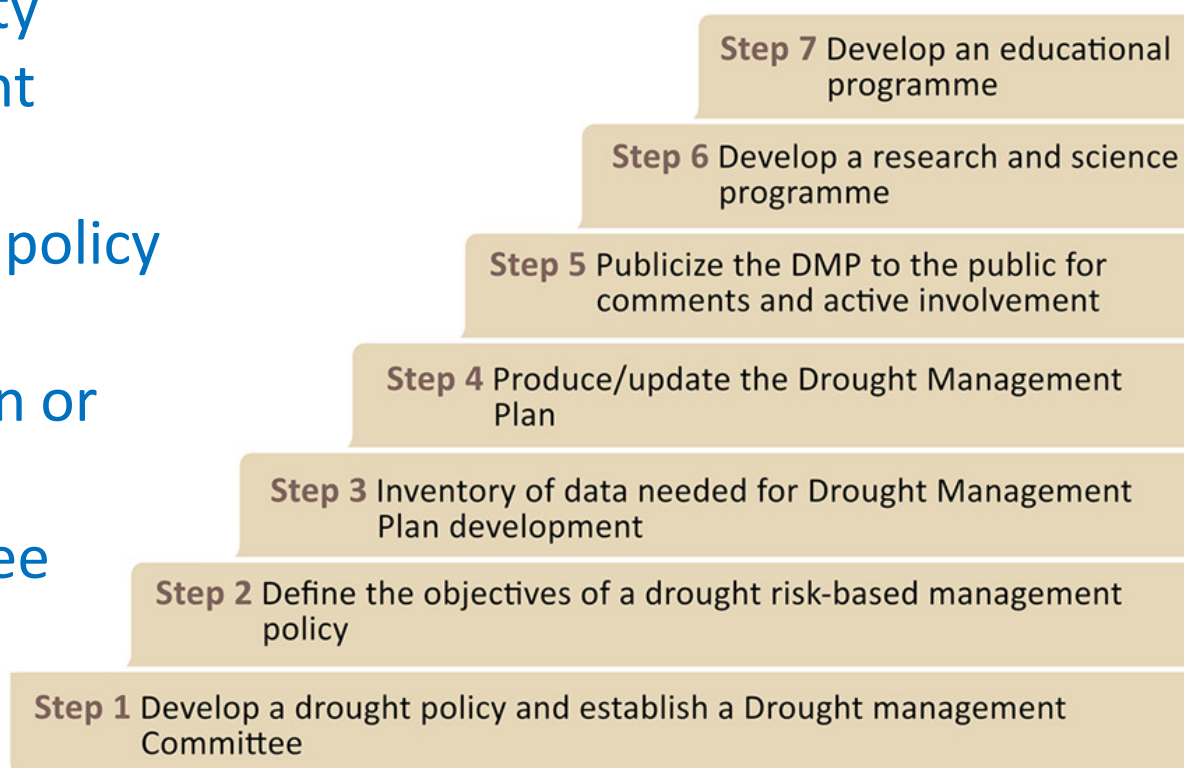 policy
or
Step 7 Develop an educational
programme
Step 6 Develop a research and science
programme
Step 5 Publicize the DMP to the public for
comments and active involvement
Step 4 Produce/update the Drought Management
Plan
Step 3 Inventory of data needed for Drought Management
Plan development
Step 2 Define the objectives of a drought risk-based management
policy
Step 1 Develop a drought policy and establish a Drought management
Committee